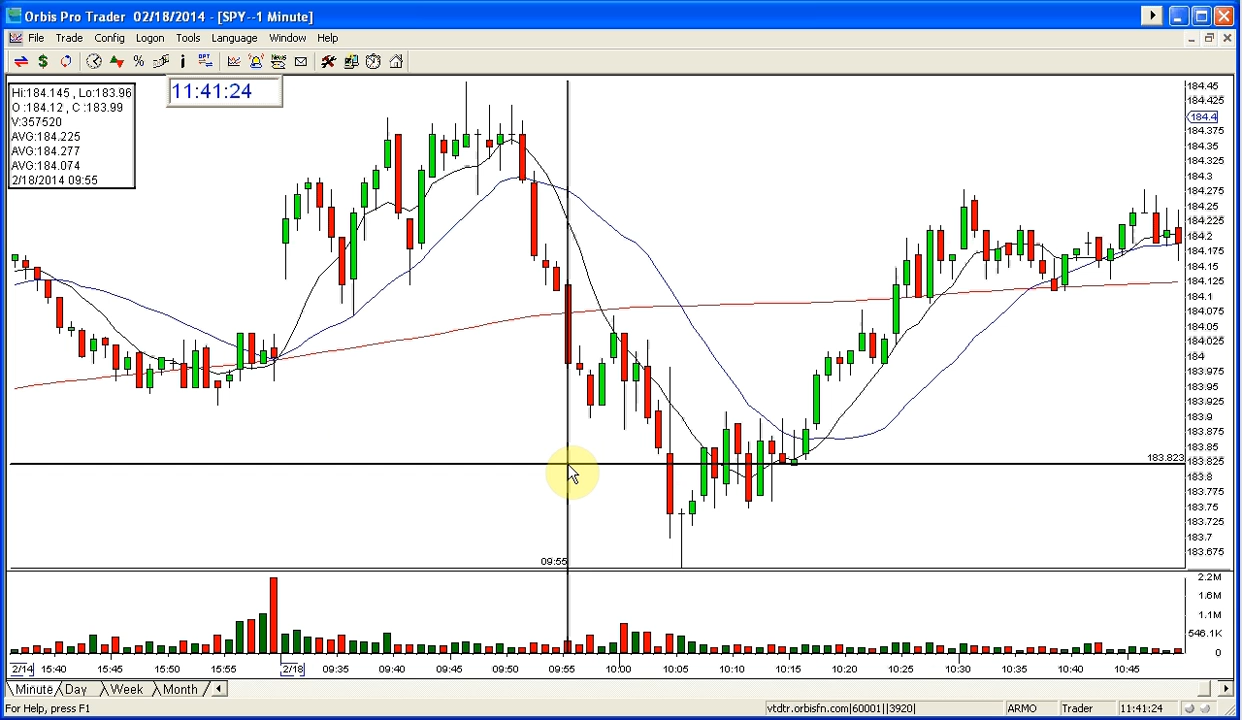 Orbis Pro Trader 02/18/2014 - [SPY--1 Minute]
File Trade Config Logon Tools Language Window Help
11:41:24
Hi:184.145 , Lo:183.96
O :184.12 , C :183.99
V:357520
AVG:184.225
AVG:184.277
AVG:184.074
2/18/2014 09:55
184.45
184.425
184.4
184.375
184.35
184.325
184.3
184.275
184.25
184.225
184.2
184.175
184.15
184.125
184.1
184.075
184.05
184.025
184
183.975
183.95
183.925
183.9
183.875
183.85
183.823
183.825
183.8
183.775
183.75
183.725
183.7
183.675
09:55
2.2M
1.6M
1.1M
546.1K
0
2/14 15:40 15:45 15:50 15:55 2/18 09:35 09:40 09:45 09:50 09:55 10:00 10:05 10:10 10:15 10:20 10:25 10:30 10:35 10:40 10:45
Minute Day Week Month
For Help, press F1 vtdtr.orbisfn.com|60001||3920| ARMO Trader 11:41:24